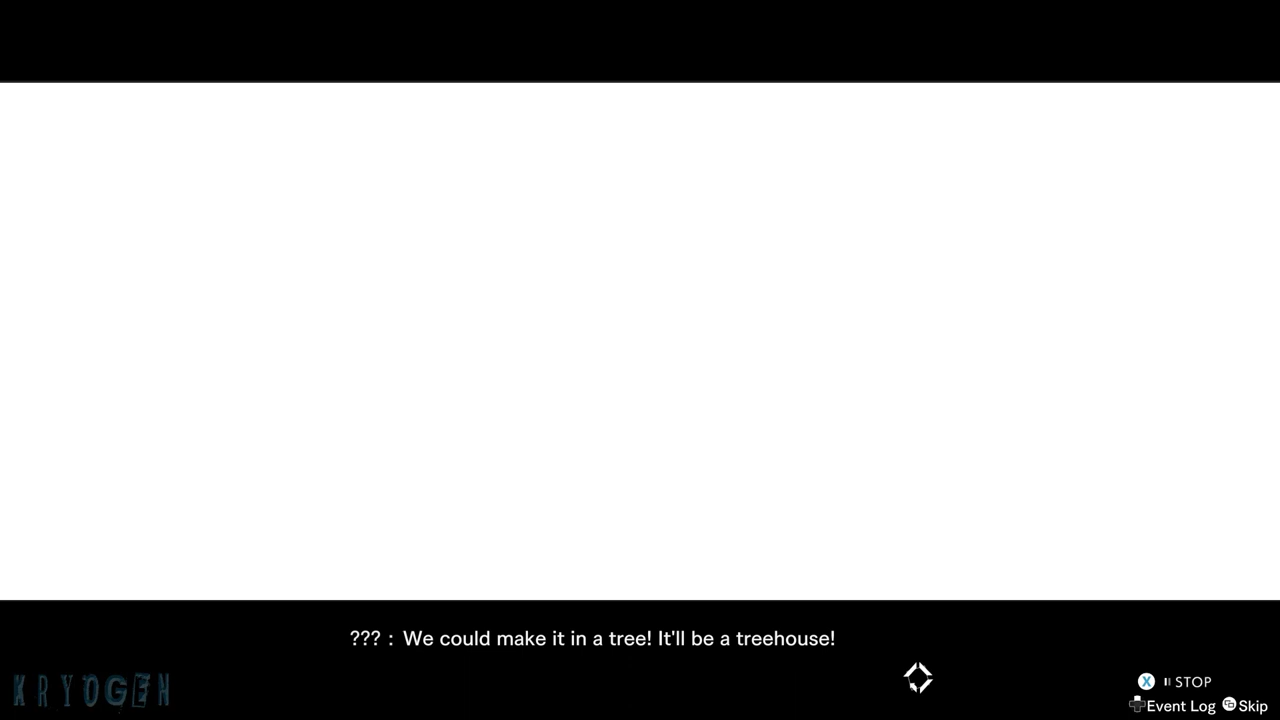 ??? : We could make it in a tree! It'll be a treehouse!
KRYOGEN
X STOP
Event Log Skip